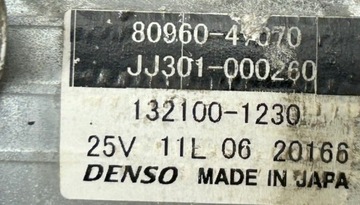 80960-47070
JJ301-000260
132100-1230
25V 11L 06 20166
DENSO MADE IN JAPAN